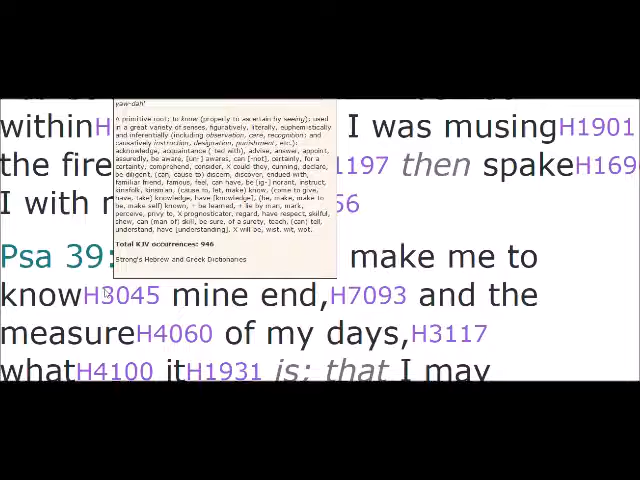 yaw-dah'
A primitive root; to know (properly to ascertain by seeing); used
in a great variety of senses, figuratively, literally, euphemistically
and inferentially (including observation, care, recognition; and
causatively instruction, designation, punishment, etc.):
acknowledge, acquaintance (-ted with), advise, answer, appoint,
assuredly, be aware, [un-] awares, can [-not], certainly, for a
certainty, comprehend, consider, X could they, cunning, declare,
be diligent, (can, cause to) discern, discover, endued with,
familiar friend, famous, feel, can have, be [ig-] norant, instruct,
kinsfolk, kinsman, (cause to, let, make) know, (come to give,
have, take) knowledge, have [knowledge], (be, make, make to
be, make self) known, + be learned, + lie by man, mark,
perceive, privy to, X prognosticator, regard, have respect, skilful,
shew, can (man of) skill, be sure, of a surety, teach, (can) tell,
understand, have [understanding], X will be, wist, wit, wot.
Total KJV occurrences: 946
Strong's Hebrew and Greek Dictionaries
withinH I was musingH1901
the fire 1197 then spakeH169
I with 56
Psa 39: make me to
knowH3045 mine end,H7093 and the
measureH4060 of my days,H3117
whatH4100 itH1931 is; that I may